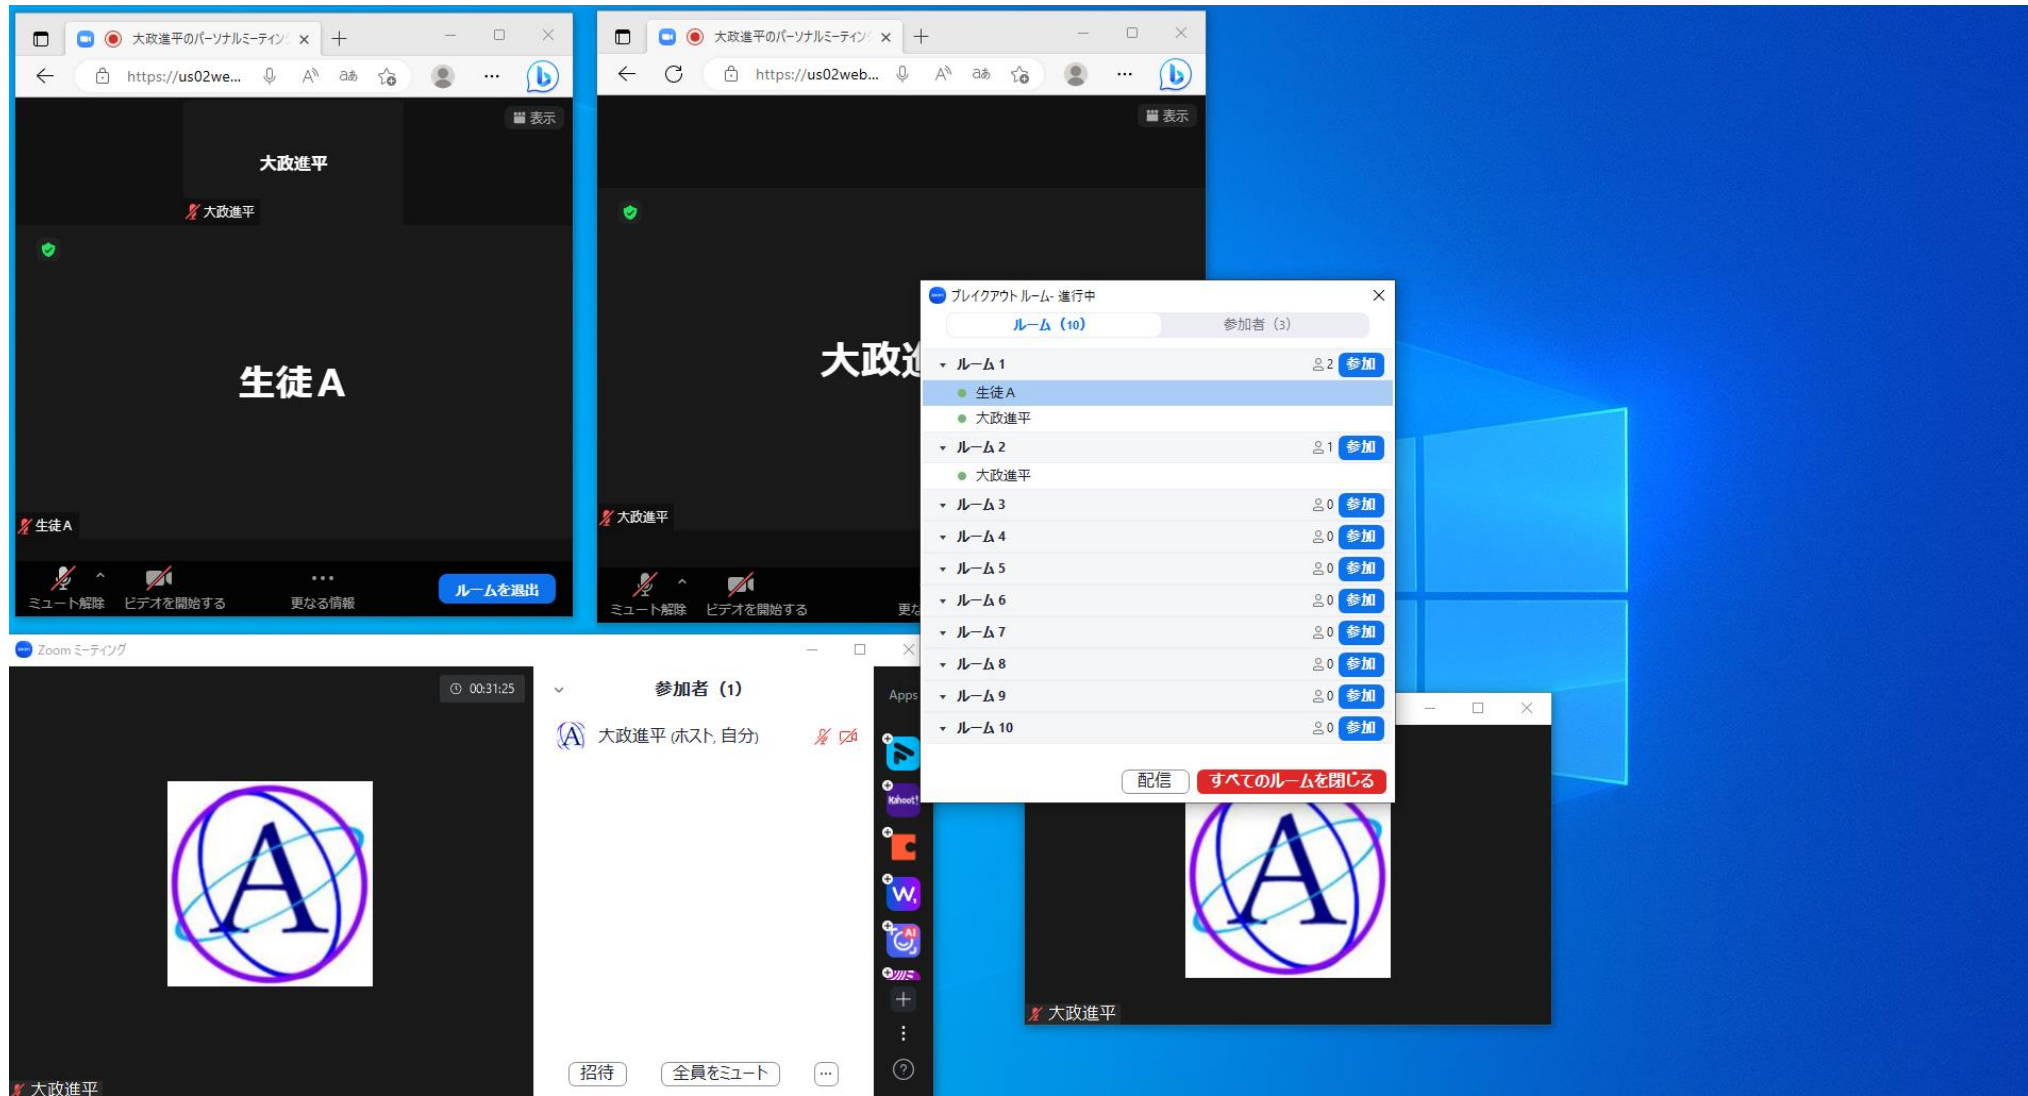 大政進平のパーソナルミーティング
https://us02we...
aあ
表示
大政進平
大政進平
生徒A
生徒A
ミュート解除
ビデオを開始する
更なる情報
ルームを退出
大政進平のパーソナルミーティング
https://us02web...
aあ
表示
大政進
大政進平
ミュート解除
ビデオを開始する
更な
zoom
ブレイクアウト ルーム- 進行中
ルーム（10）
参加者（3）
ルーム 1
2
参加
生徒A
大政進平
ルーム 2
1
参加
大政進平
ルーム 3
0
参加
ルーム 4
0
参加
ルーム 5
0
参加
ルーム 6
0
参加
ルーム 7
0
参加
ルーム 8
0
参加
ルーム 9
0
参加
ルーム 10
0
参加
配信
すべてのルームを閉じる
zoom
Zoom ミーティング
00:31:25
参加者（1）
大政進平 (ホスト, 自分)
Apps
Kahoot!
W,
AI
A
大政進平
招待
全員をミュート
...
A
大政進平